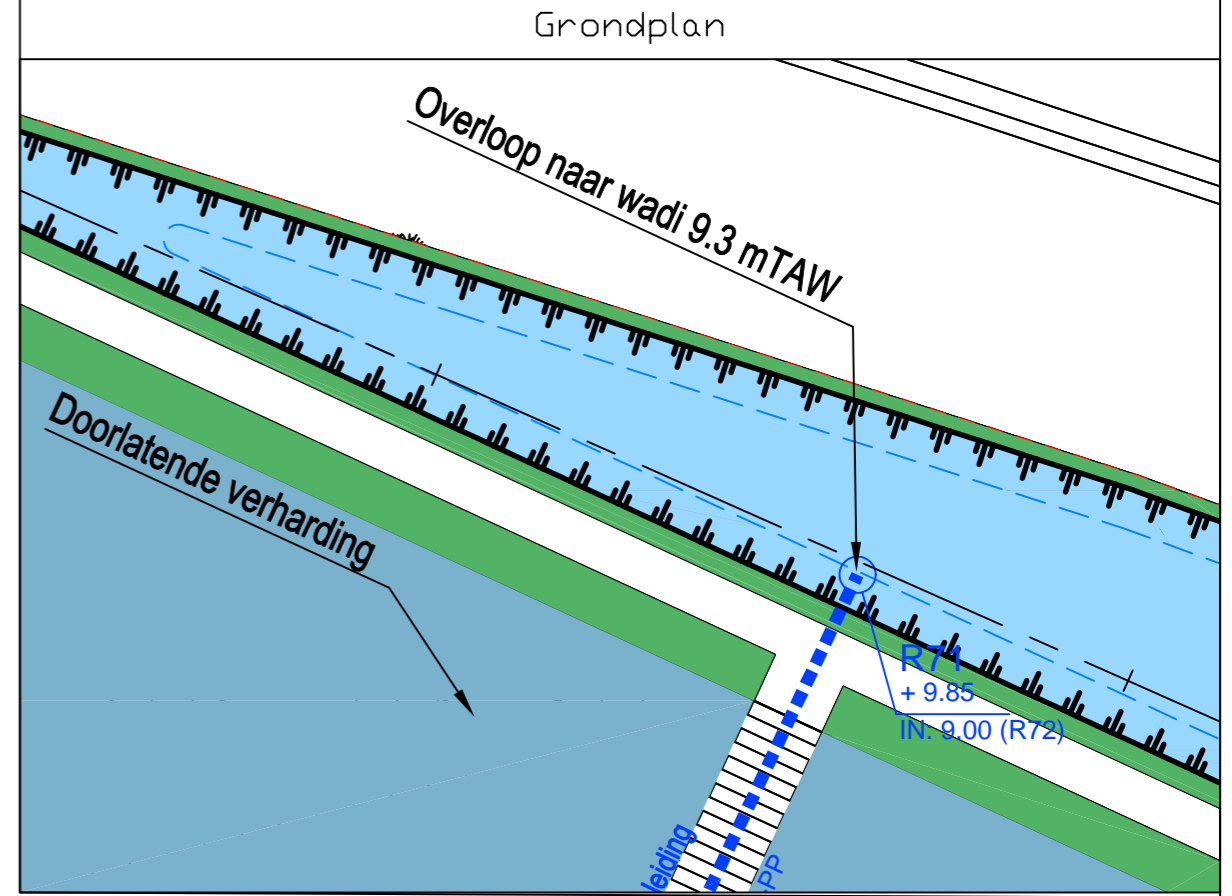 Grondplan
Overloop naar wadi 9.3 mTAW
Doorlatende verharding
R71
+ 9.85
IN: 9.00 (R72)
leiding
PP